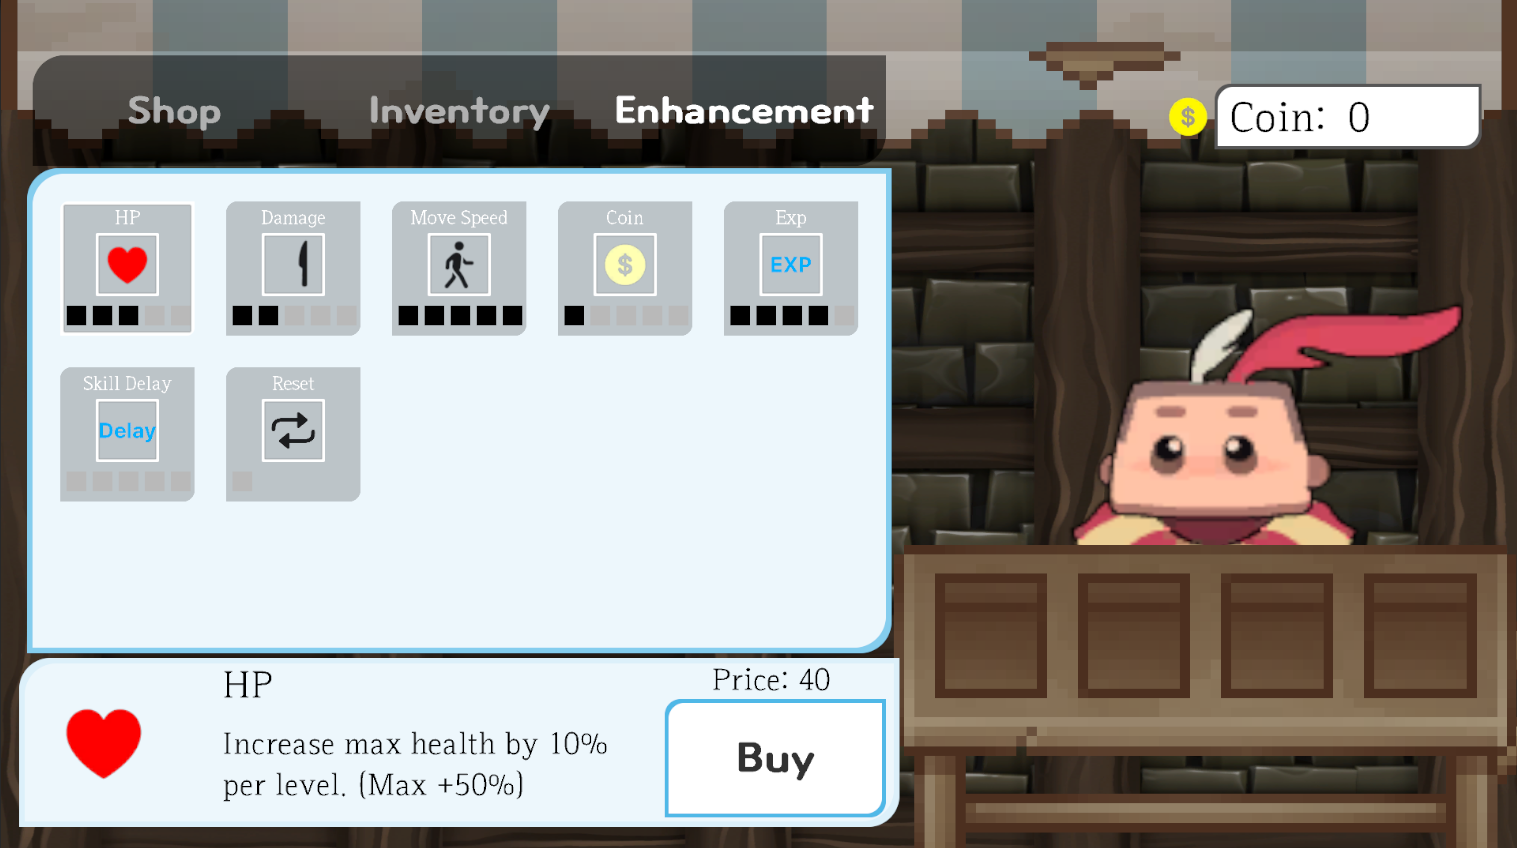 Shop
Inventory
Enhancement
$
Coin: 0
HP
Damage
Move Speed
Coin
Exp
$
EXP
Skill Delay
Reset
Delay
HP
Price: 40
Increase max health by 10%
per level. (Max +50%)
Buy